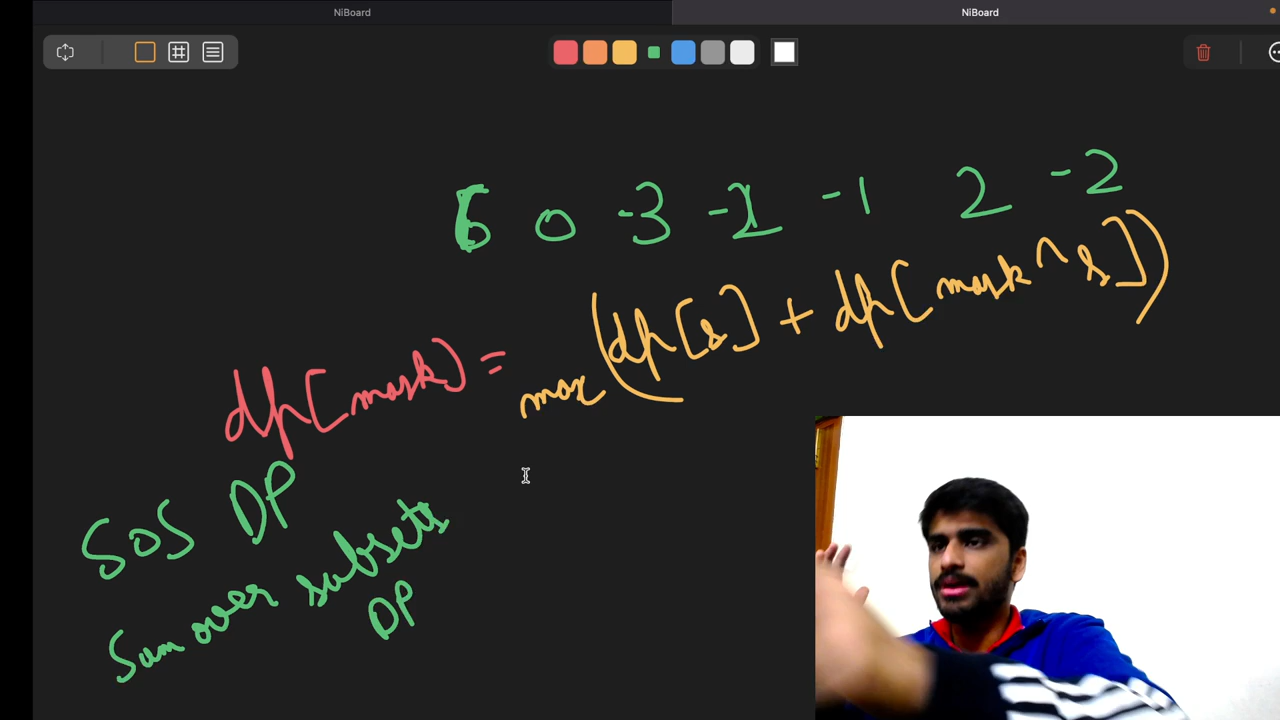 NiBoard NiBoard
6 0 -3 -1 -1 2 -2
dp[mask] = max(dp[s] + dp[mask^s])
SOS DP
Sum over subsets
DP